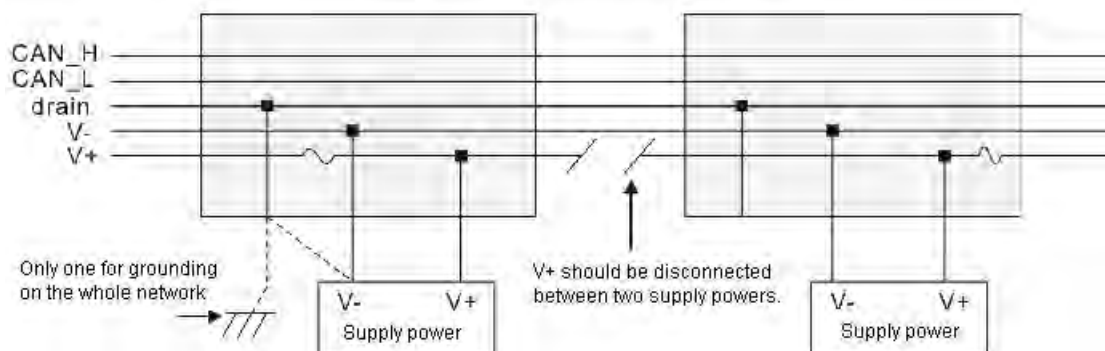 CAN_H
CAN_L
drain
V-
V+
Only one for grounding
on the whole network
V+ should be disconnected
between two supply powers.
V- V+
Supply power
V- V+
Supply power